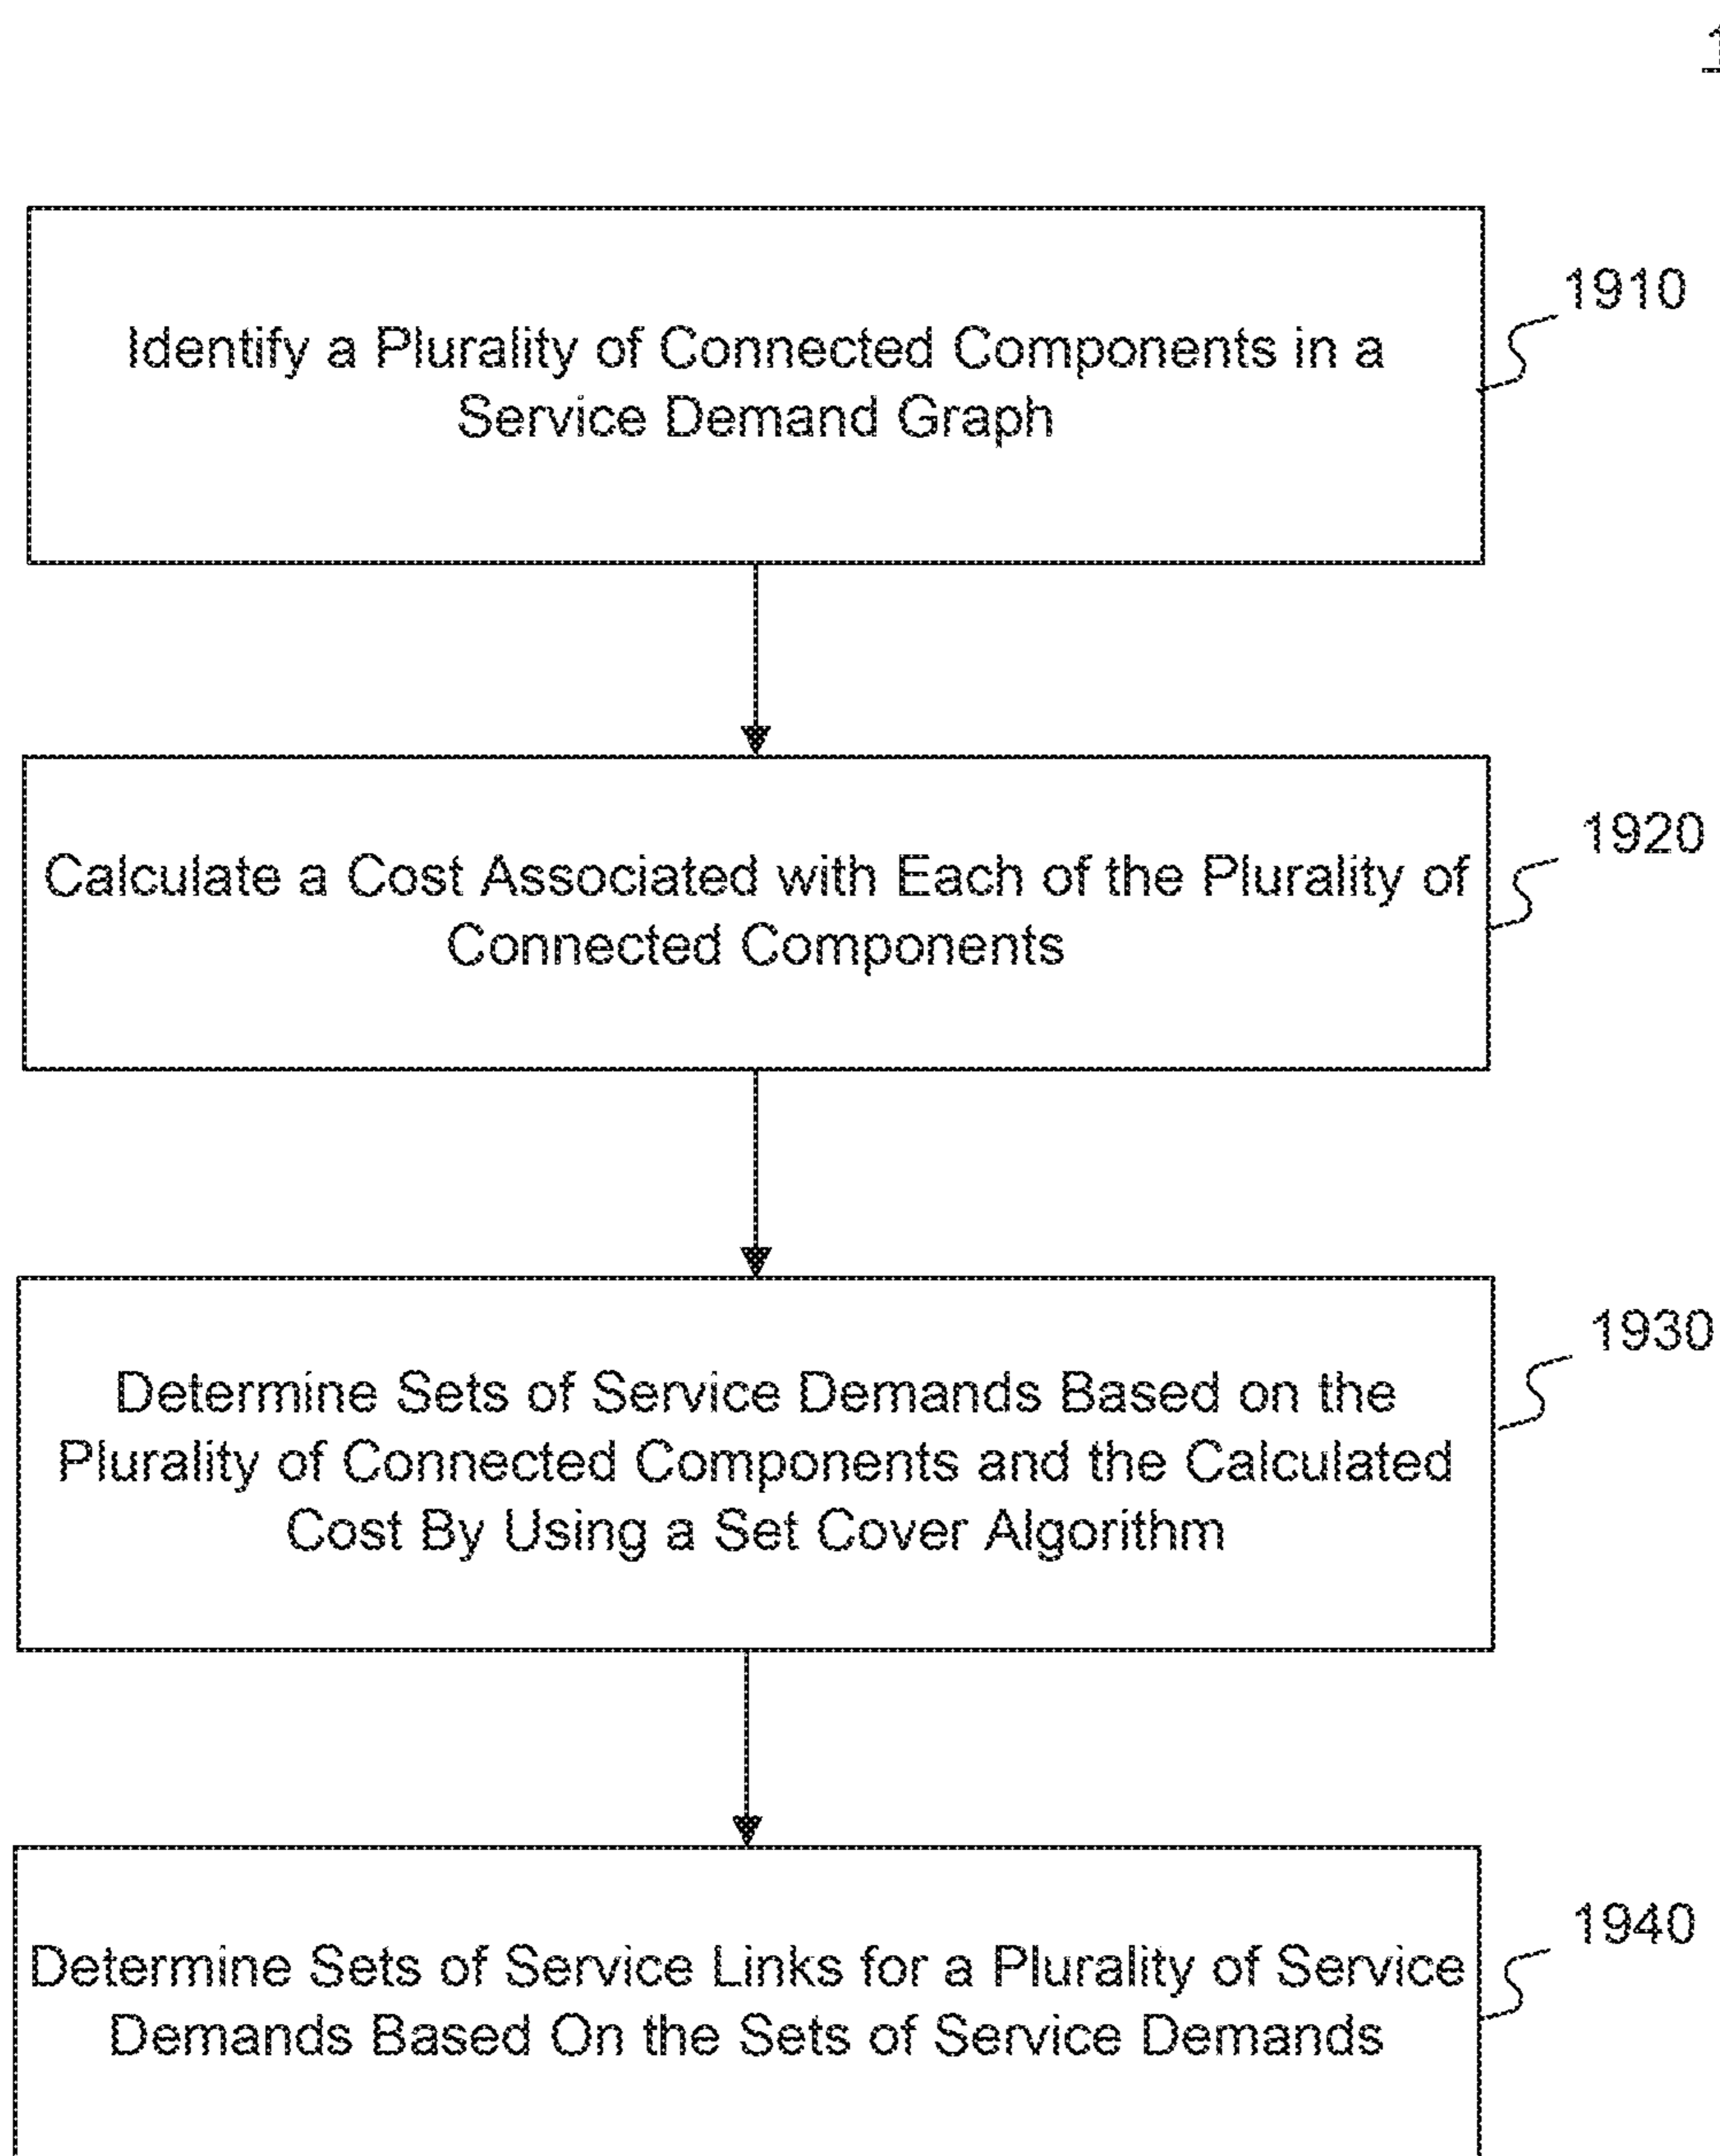 1910
Identify a Plurality of Connected Components in a
Service Demand Graph
1920
Calculate a Cost Associated with Each of the Plurality of
Connected Components
1930
Determine Sets of Service Demands Based on the
Plurality of Connected Components and the Calculated
Cost By Using a Set Cover Algorithm
1940
Determine Sets of Service Links for a Plurality of Service
Demands Based On the Sets of Service Demands